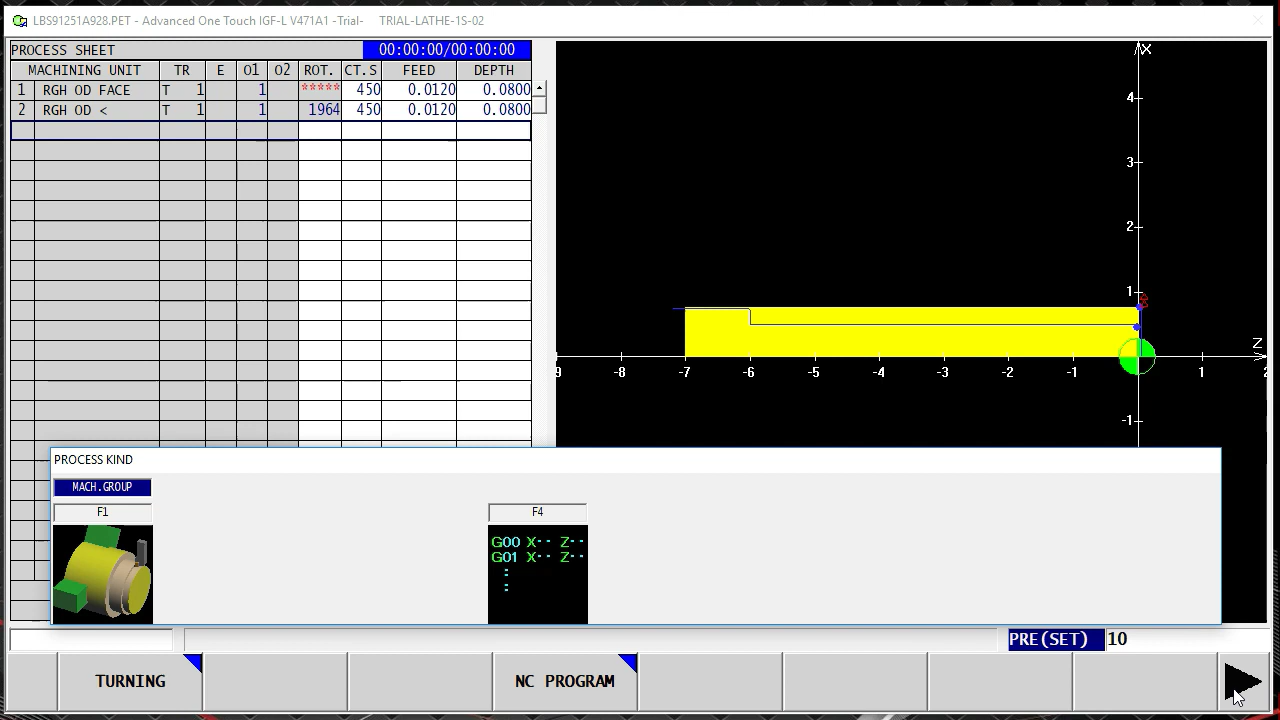 LBS91251A928.PET - Advanced One Touch IGF-L V471A1 -Trial- TRIAL-LATHE-1S-02
PROCESS SHEET 00:00:00/00:00:00
MACHINING UNIT TR E O1 O2 ROT. CT.S FEED DEPTH
1 RGH OD FACE T 1 1 ***** 450 0.0120 0.0800
2 RGH OD < T 1 1 1964 450 0.0120 0.0800
X
4
3
2
1
Z
9 -8 -7 -6 -5 -4 -3 -2 -1 1 2
-1
PROCESS KIND
MACH.GROUP
F1 F4
G00 X-- Z--
G01 X-- Z--
:
:
PRE(SET) 10
TURNING NC PROGRAM